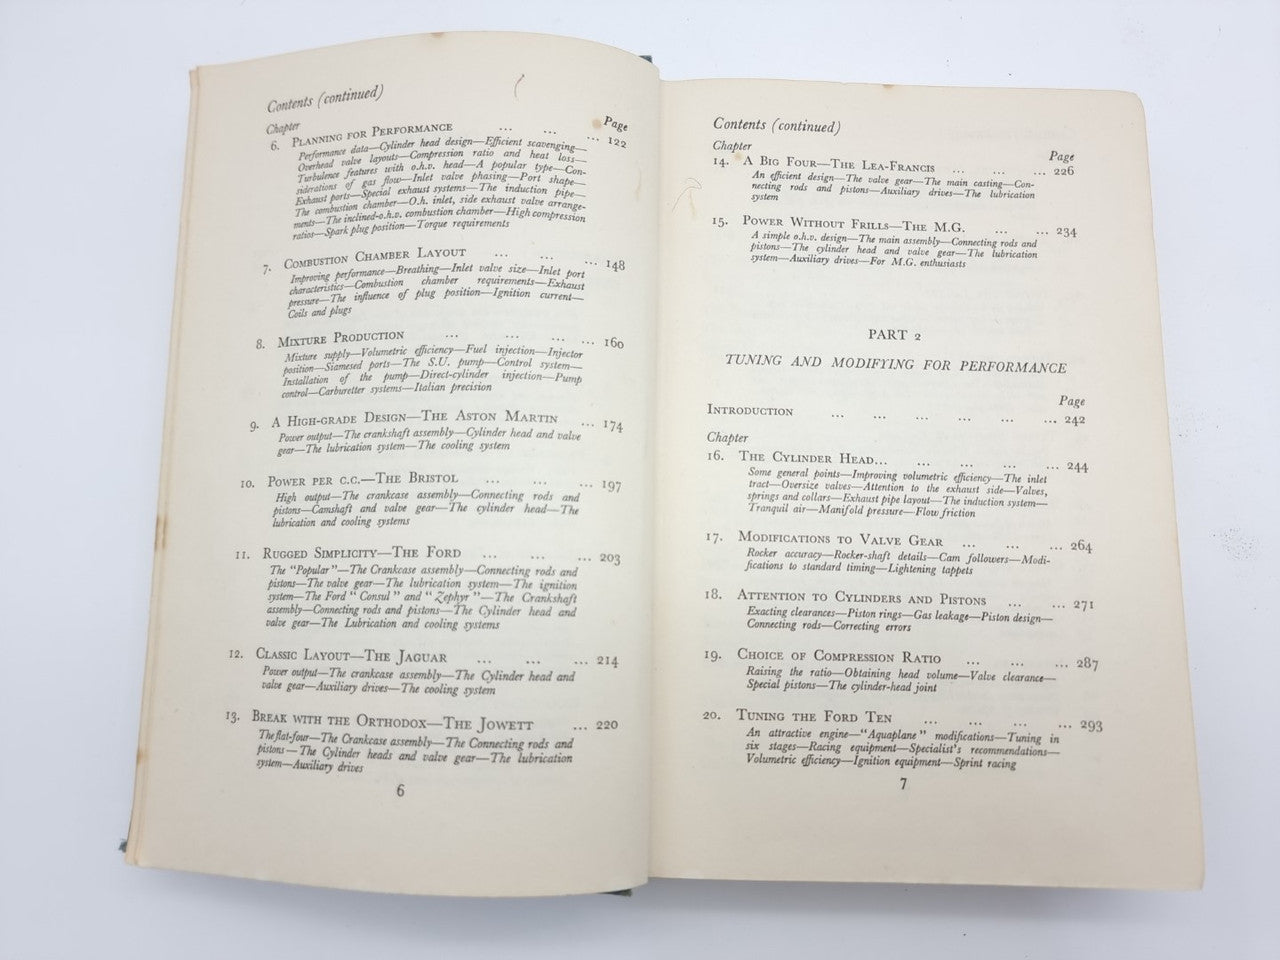 Contents (continued)
Chapter Page
6. Planning for Performance ... ... ... 122
Performance data—Cylinder head design—Efficient scavenging—
Overhead valve layouts—Compression ratio and heat loss—
Turbulence features with o.h.v. head—A popular type—Con-
siderations of gas flow—Inlet valve phasing—Port shape—
Exhaust ports—Special exhaust systems—The induction pipe—
The combustion chamber—O.h. inlet, side exhaust valve arrange-
ments—The inclined-o.h.v. combustion chamber—High compression
ratios—Spark plug position—Torque requirements
7. Combustion Chamber Layout ... ... ... 148
Improving performance—Breathing—Inlet valve size—Inlet port
characteristics—Combustion chamber requirements—Exhaust
pressure—The influence of plug position—Ignition current—
Coils and plugs
8. Mixture Production ... ... ... ... 160
Mixture supply—Volumetric efficiency—Fuel injection—Injector
position—Siamesed ports—The S.U. pump—Control system—
Installation of the pump—Direct-cylinder injection—Pump
control—Carburetter systems—Italian precision
9. A High-grade Design—The Aston Martin ... 174
Power output—The crankshaft assembly—Cylinder head and valve
gear—The lubrication system—The cooling system
10. Power per c.c.—The Bristol ... ... ... 197
High output—The crankcase assembly—Connecting rods and
pistons—Camshaft and valve gear—The cylinder head—The
lubrication and cooling systems
11. Rugged Simplicity—The Ford ... ... ... 203
The "Popular"—The Crankcase assembly—Connecting rods and
pistons—The valve gear—The lubrication system—The ignition
system—The Ford "Consul" and "Zephyr"—The Crankshaft
assembly—Connecting rods and pistons—The Cylinder head and
valve gear—The Lubrication and cooling systems
12. Classic Layout—The Jaguar ... ... ... 214
Power output—The crankcase assembly—The Cylinder head and
valve gear—Auxiliary drives—The cooling system
13. Break with the Orthodox—The Jowett ... 220
The flat-four—The Crankcase assembly—The Connecting rods and
pistons—The Cylinder heads and valve gear—The lubrication
system—Auxiliary drives
6
Contents (continued)
Chapter Page
14. A Big Four—The Lea-Francis ... ... ... 226
An efficient design—The valve gear—The main casting—Con-
necting rods and pistons—Auxiliary drives—The lubrication
system
15. Power Without Frills—The M.G. ... ... 234
A simple o.h.v. design—The main assembly—Connecting rods and
pistons—The cylinder head and valve gear—The lubrication
system—Auxiliary drives—For M.G. enthusiasts
PART 2
TUNING AND MODIFYING FOR PERFORMANCE
Page
Introduction ... ... ... ... ... ... 242
Chapter
16. The Cylinder Head... ... ... ... ... 244
Some general points—Improving volumetric efficiency—The inlet
tract—Oversize valves—Attention to the exhaust side—Valves,
springs and collars—Exhaust pipe layout—The induction system—
Tranquil air—Manifold pressure—Flow friction
17. Modifications to Valve Gear ... ... ... 264
Rocker accuracy—Rocker-shaft details—Cam followers—Modi-
fications to standard timing—Lightening tappets
18. Attention to Cylinders and Pistons ... ... 271
Exacting clearances—Piston rings—Gas leakage—Piston design—
Connecting rods—Correcting errors
19. Choice of Compression Ratio ... ... ... 287
Raising the ratio—Obtaining head volume—Valve clearance—
Special pistons—The cylinder-head joint
20. Tuning the Ford Ten ... ... ... ... 293
An attractive engine—"Aquaplane" modifications—Tuning in
six stages—Racing equipment—Specialist's recommendations—
Volumetric efficiency—Ignition equipment—Sprint racing
7